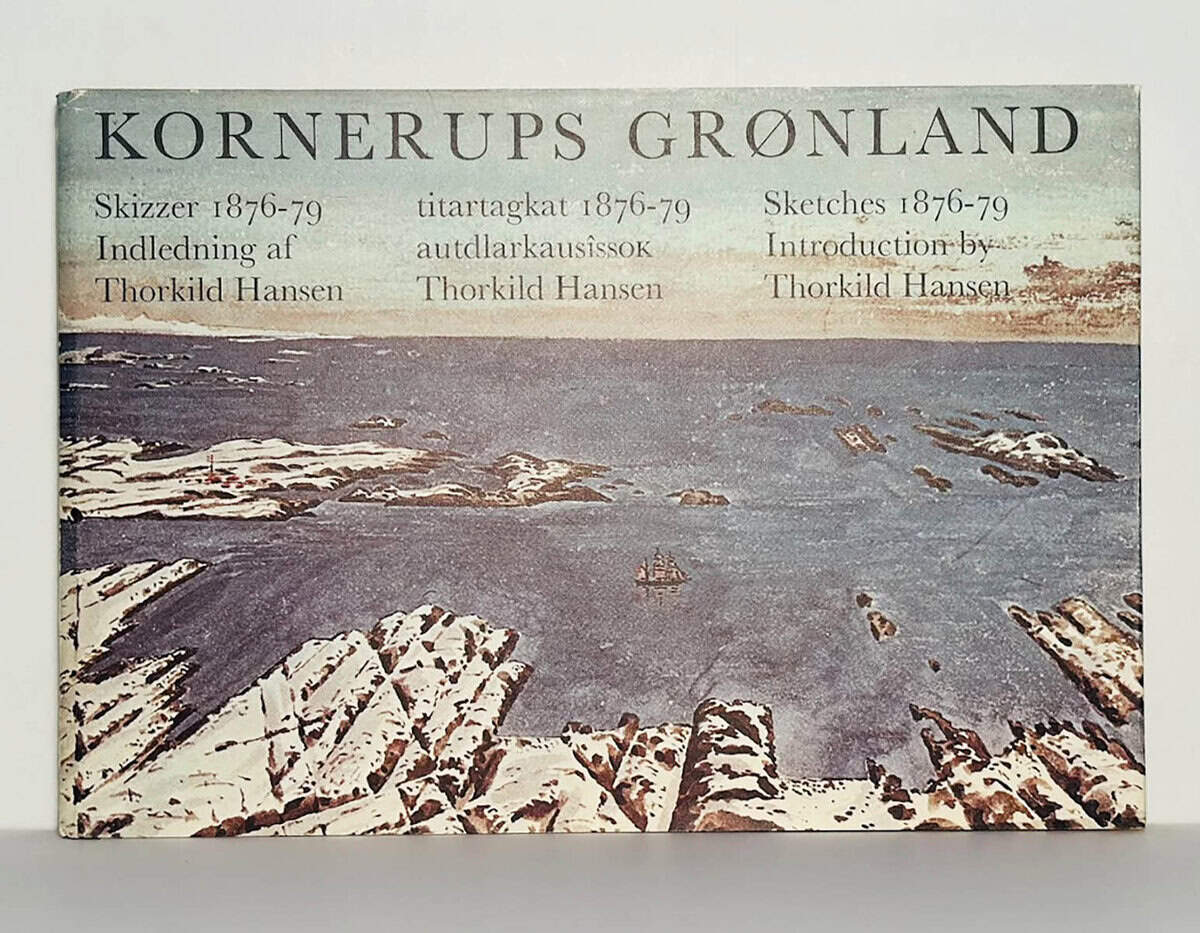 KORNERUPS GRØNLAND
Skizzer 1876-79
Indledning af
Thorkild Hansen
titartagkat 1876-79
autdlarkausîssoĸ
Thorkild Hansen
Sketches 1876-79
Introduction by
Thorkild Hansen